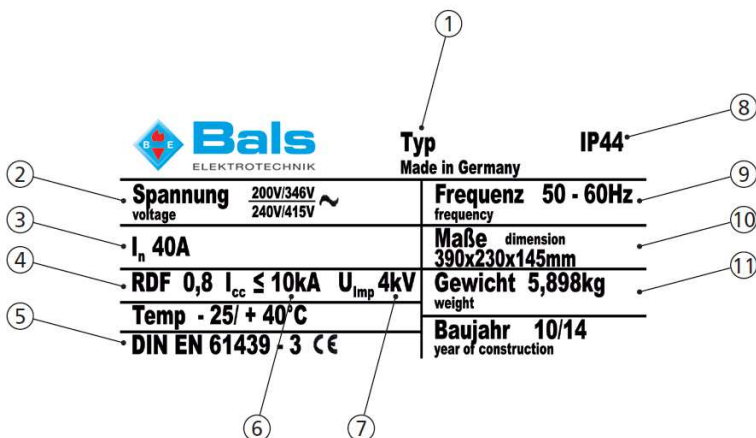 1
Bals
ELEKTROTECHNIK
B E
Typ
Made in Germany
IP44
8
2
Spannung
voltage
200V/346V
240V/415V
~
Frequenz 50 - 60Hz
frequency
9
3
In 40A
Maße dimension
390x230x145mm
10
4
RDF 0,8 Icc ≤ 10kA UImp 4kV
Gewicht 5,898kg
weight
11
Temp - 25/ + 40°C
5
DIN EN 61439 - 3 CE
Baujahr 10/14
year of construction
6
7